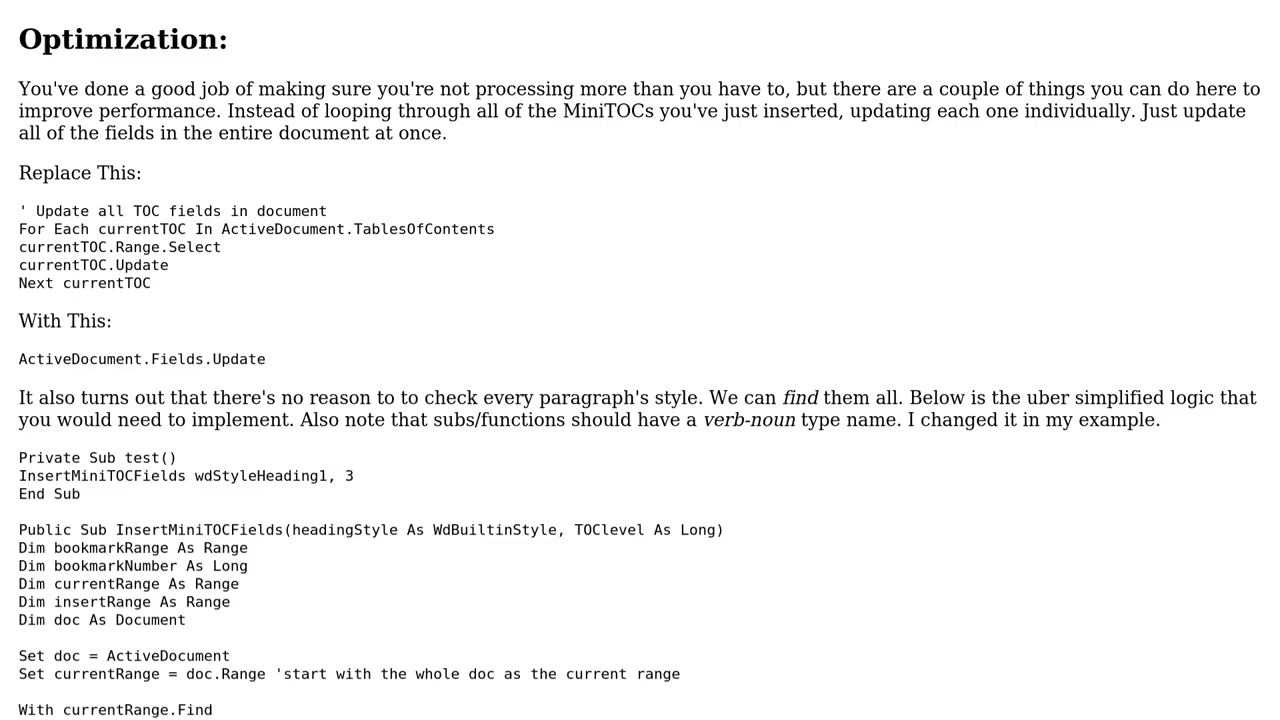 Optimization:
You've done a good job of making sure you're not processing more than you have to, but there are a couple of things you can do here to
improve performance. Instead of looping through all of the MiniTOCs you've just inserted, updating each one individually. Just update
all of the fields in the entire document at once.
Replace This:
' Update all TOC fields in document
For Each currentTOC In ActiveDocument.TablesOfContents
currentTOC.Range.Select
currentTOC.Update
Next currentTOC
With This:
ActiveDocument.Fields.Update
It also turns out that there's no reason to to check every paragraph's style. We can find them all. Below is the uber simplified logic that
you would need to implement. Also note that subs/functions should have a verb-noun type name. I changed it in my example.
Private Sub test()
InsertMiniTOCFields wdStyleHeading1, 3
End Sub
Public Sub InsertMiniTOCFields(headingStyle As WdBuiltinStyle, TOClevel As Long)
Dim bookmarkRange As Range
Dim bookmarkNumber As Long
Dim currentRange As Range
Dim insertRange As Range
Dim doc As Document
Set doc = ActiveDocument
Set currentRange = doc.Range 'start with the whole doc as the current range
With currentRange.Find